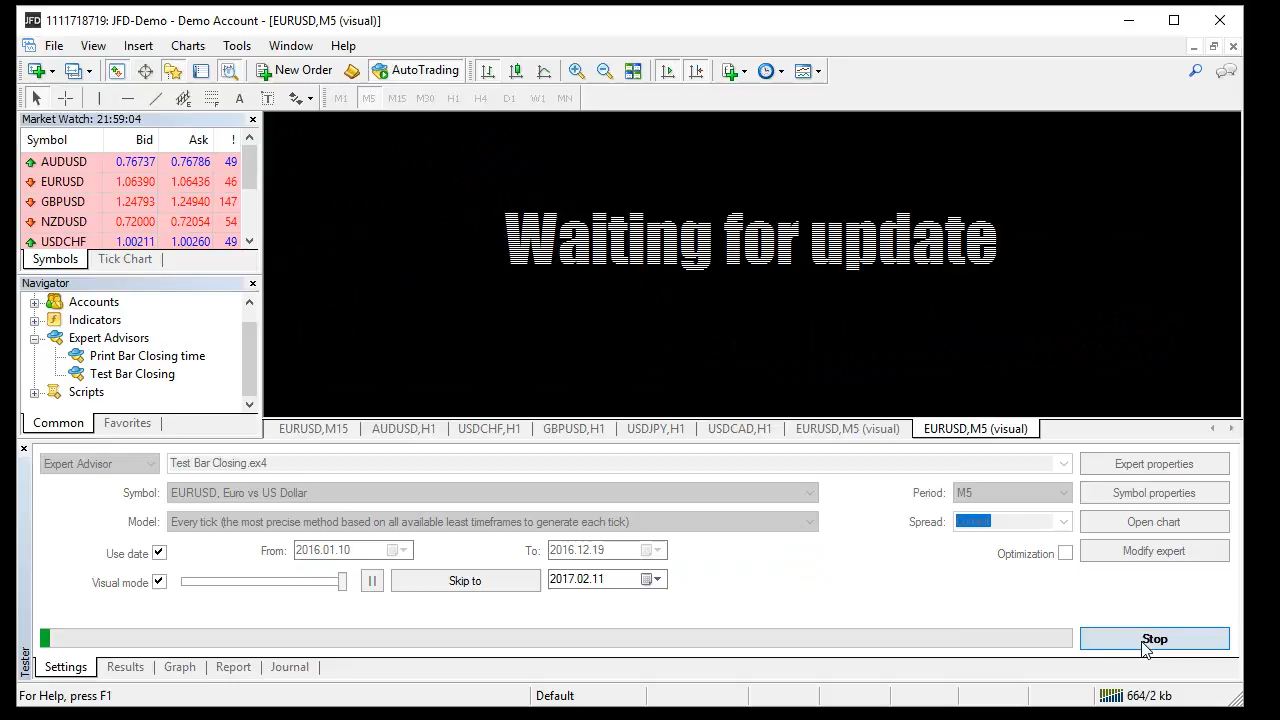 1111718719: JFD-Demo - Demo Account - [EURUSD,M5 (visual)]
File View Insert Charts Tools Window Help
New Order AutoTrading
M1 M5 M15 M30 H1 H4 D1 W1 MN
Market Watch: 21:59:04
Symbol Bid Ask !
AUDUSD 0.76737 0.76786 49
EURUSD 1.06390 1.06436 46
GBPUSD 1.24793 1.24940 147
NZDUSD 0.72000 0.72054 54
USDCHF 1.00211 1.00260 49
Symbols Tick Chart
Waiting for update
Navigator
Accounts
Indicators
Expert Advisors
Print Bar Closing time
Test Bar Closing
Scripts
Common Favorites
EURUSD,M15 AUDUSD,H1 USDCHF,H1 GBPUSD,H1 USDJPY,H1 USDCAD,H1 EURUSD,M5 (visual) EURUSD,M5 (visual)
Expert Advisor Test Bar Closing.ex4 Expert properties
Symbol: EURUSD, Euro vs US Dollar Period: M5 Symbol properties
Model: Every tick (the most precise method based on all available least timeframes to generate each tick) Spread: Open chart
Use date From: 2016.01.10 To: 2016.12.19 Optimization Modify expert
Visual mode Skip to 2017.02.11
Stop
Tester
Settings Results Graph Report Journal
For Help, press F1 Default 664/2 kb